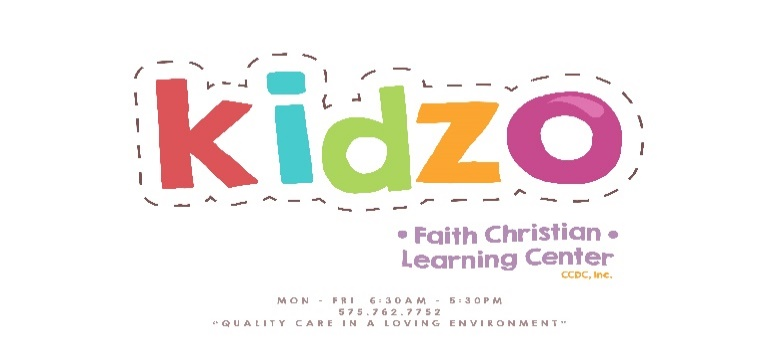 kidzo
• Faith Christian •
Learning Center
CCDC, Inc.
MON - FRI 6:30AM - 5:30PM
575.762.7752
"QUALITY CARE IN A LOVING ENVIRONMENT"